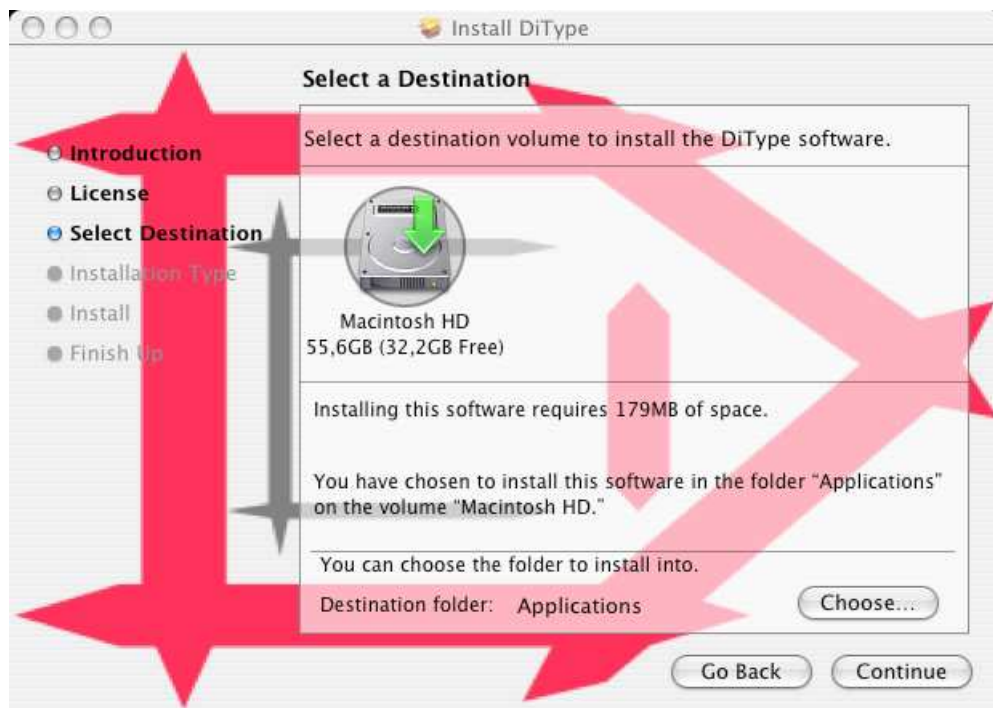 Install DiType
Select a Destination
Introduction
License
Select Destination
Installation Type
Install
Finish Up
Select a destination volume to install the DiType software.
Macintosh HD
55,6GB (32,2GB Free)
Installing this software requires 179MB of space.
You have chosen to install this software in the folder “Applications”
on the volume “Macintosh HD.”
You can choose the folder to install into.
Destination folder: Applications
Choose...
Go Back
Continue